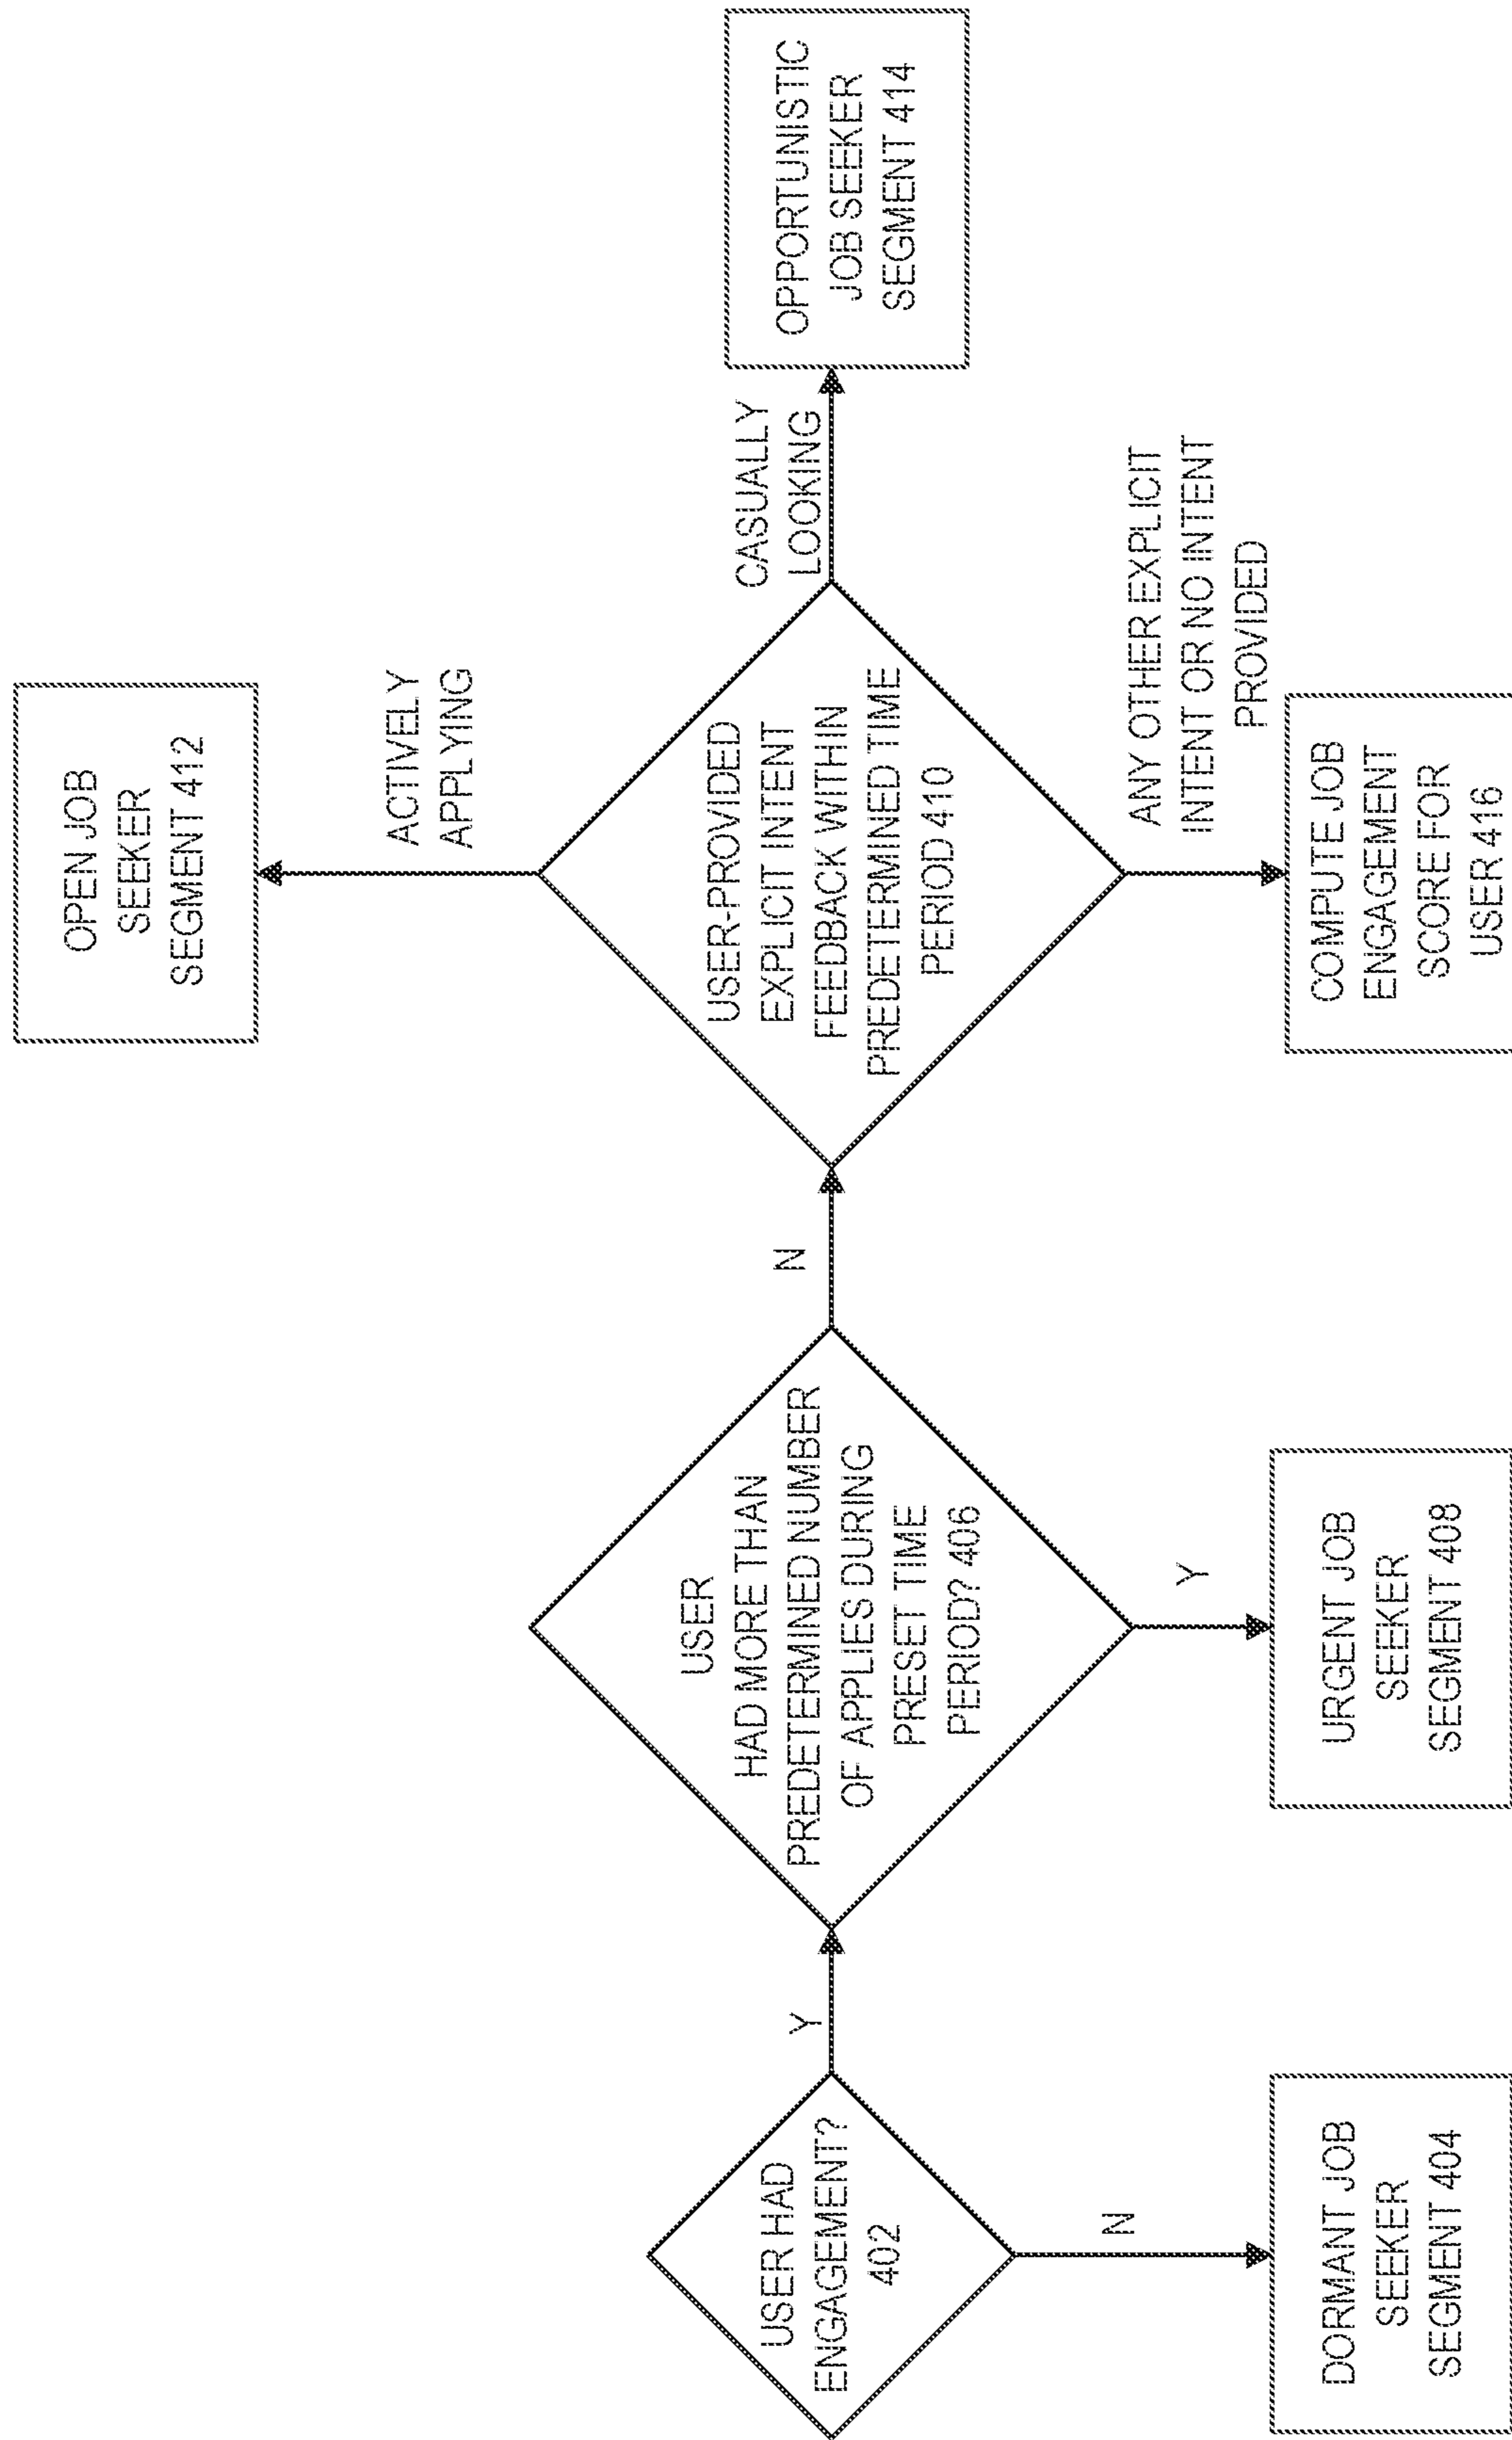 USER HAD
ENGAGEMENT?
402
N
DORMANT JOB
SEEKER
SEGMENT 404
Y
USER
HAD MORE THAN
PREDETERMINED NUMBER
OF APPLIES DURING
PRESET TIME
PERIOD? 406
Y
URGENT JOB
SEEKER
SEGMENT 408
N
USER-PROVIDED
EXPLICIT INTENT
FEEDBACK WITHIN
PREDETERMINED TIME
PERIOD 410
ACTIVELY
APPLYING
OPEN JOB
SEEKER
SEGMENT 412
CASUALLY
LOOKING
OPPORTUNISTIC
JOB SEEKER
SEGMENT 414
ANY OTHER EXPLICIT
INTENT OR NO INTENT
PROVIDED
COMPUTE JOB
ENGAGEMENT
SCORE FOR
USER 416